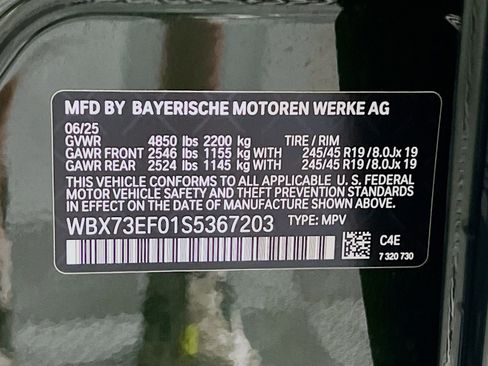 MFD BY BAYERISCHE MOTOREN WERKE AG
06/25
GVWR 4850 lbs 2200 kg TIRE / RIM
GAWR FRONT 2546 lbs 1155 kg WITH 245/45 R19 / 8.0Jx 19
GAWR REAR 2524 lbs 1145 kg WITH 245/45 R19 / 8.0Jx 19
THIS VEHICLE CONFORMS TO ALL APPLICABLE U.S. FEDERAL
MOTOR VEHICLE SAFETY AND THEFT PREVENTION STANDARDS
IN EFFECT ON THE DATE OF MANUFACTURE SHOWN ABOVE.
WBX73EF01S5367203 TYPE: MPV
C4E
7 320 730